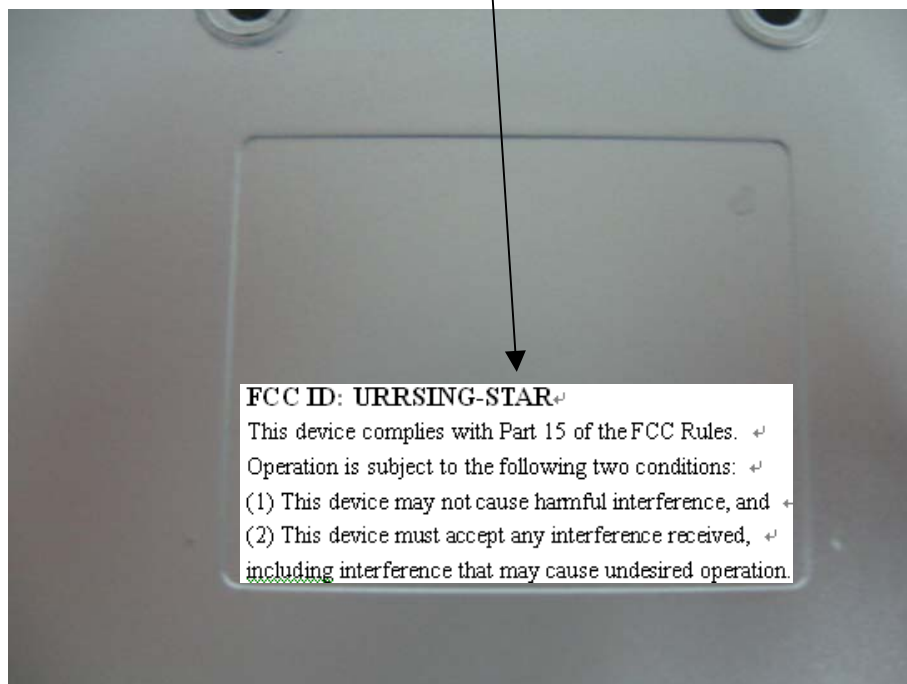 FCC ID: URRSING-STAR
This device complies with Part 15 of the FCC Rules.
Operation is subject to the following two conditions:
(1) This device may not cause harmful interference, and
(2) This device must accept any interference received,
including interference that may cause undesired operation.